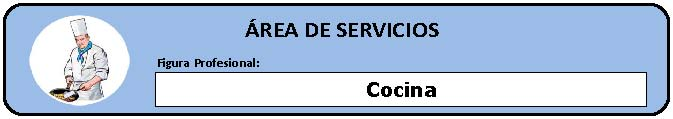 ÁREA DE SERVICIOS
Figura Profesional:
Cocina